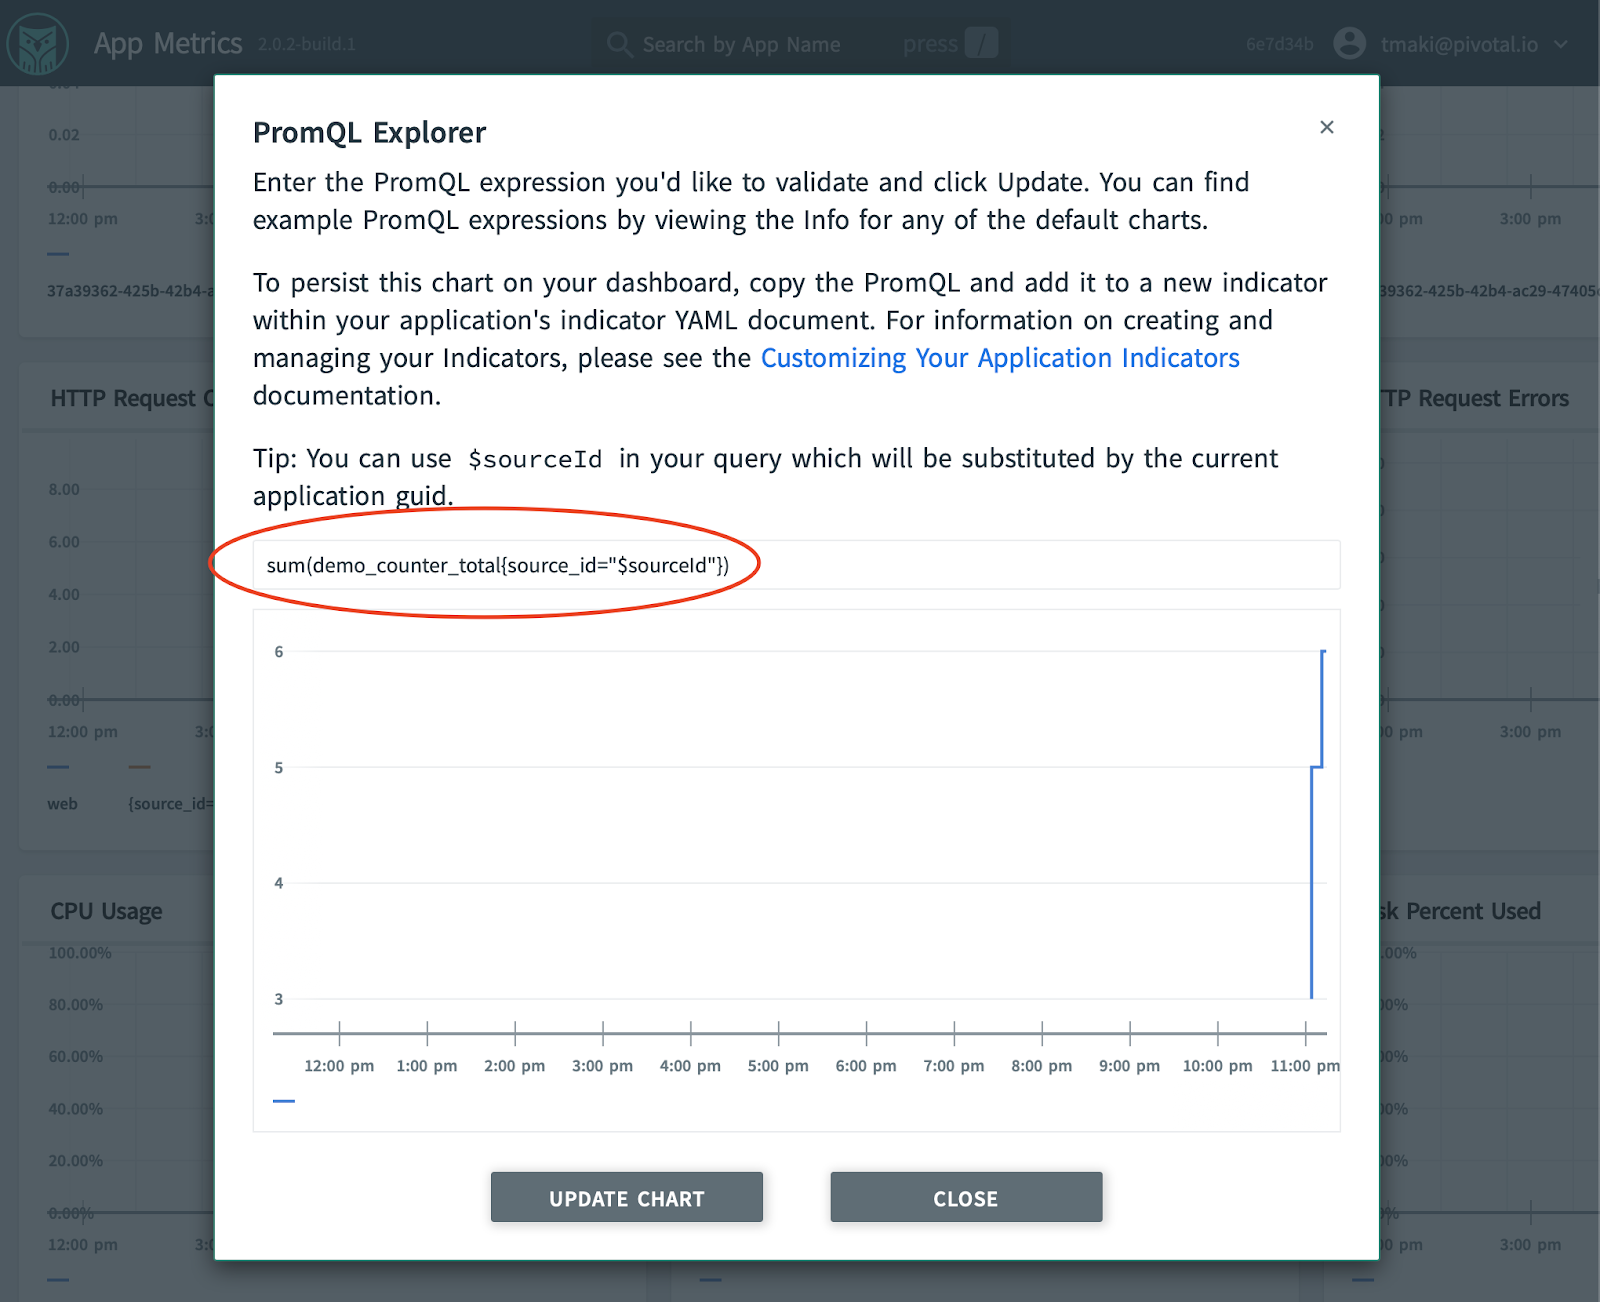 App Metrics 2.0.2-build.1
Search by App Name press /
6e7d34b tmaki@pivotal.io
0.02
0.00
12:00 pm
37a39362-425b-42b4-a
3:00 pm
39362-425b-42b4-ac29-47405
HTTP Request
8.00
6.00
4.00
2.00
0.00
12:00 pm
web {source_id=
TP Request Errors
3:00 pm
CPU Usage
100.00%
80.00%
60.00%
40.00%
20.00%
0.00%
12:00 pm
sk Percent Used
3:00 pm
PromQL Explorer
×
Enter the PromQL expression you'd like to validate and click Update. You can find
example PromQL expressions by viewing the Info for any of the default charts.
To persist this chart on your dashboard, copy the PromQL and add it to a new indicator
within your application's indicator YAML document. For information on creating and
managing your Indicators, please see the Customizing Your Application Indicators
documentation.
Tip: You can use $sourceId in your query which will be substituted by the current
application guid.
sum(demo_counter_total{source_id="$sourceId"})
6
5
4
3
12:00 pm 1:00 pm 2:00 pm 3:00 pm 4:00 pm 5:00 pm 6:00 pm 7:00 pm 8:00 pm 9:00 pm 10:00 pm 11:00 pm
UPDATE CHART
CLOSE